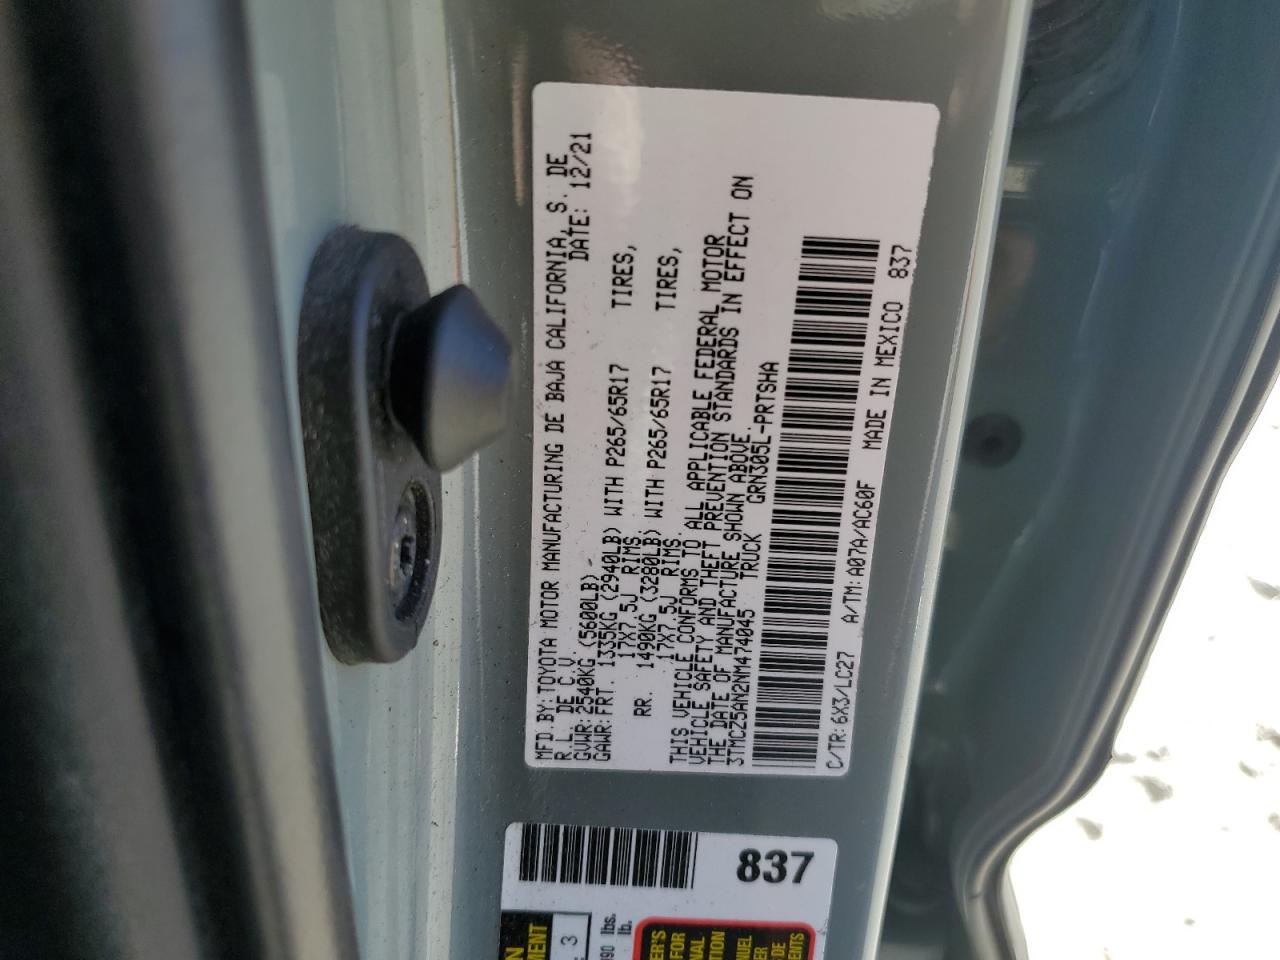 MFD.BY:TOYOTA MOTOR MANUFACTURING DE BAJA CALIFORNIA, S. DE
R.L. DE C.V. DATE: 12/21
GVWR:2540KG(5600LB)
GAWR:FRT. 1335KG (2940LB) WITH P265/65R17 TIRES,
17X7.5J RIMS.
RR. 1490KG (3280LB) WITH P265/65R17 TIRES,
17X7.5J RIMS.
THIS VEHICLE CONFORMS TO ALL APPLICABLE FEDERAL MOTOR
VEHICLE SAFETY AND THEFT PREVENTION STANDARDS IN EFFECT ON
THE DATE OF MANUFACTURE SHOWN ABOVE.
3TMCZ5AN2NM474045 TRUCK GRN305L-PRTSHA
C/TR:6X3/LC27 A/TM:A07A/AC60F MADE IN MEXICO 837
837
3
lbs.
lb.